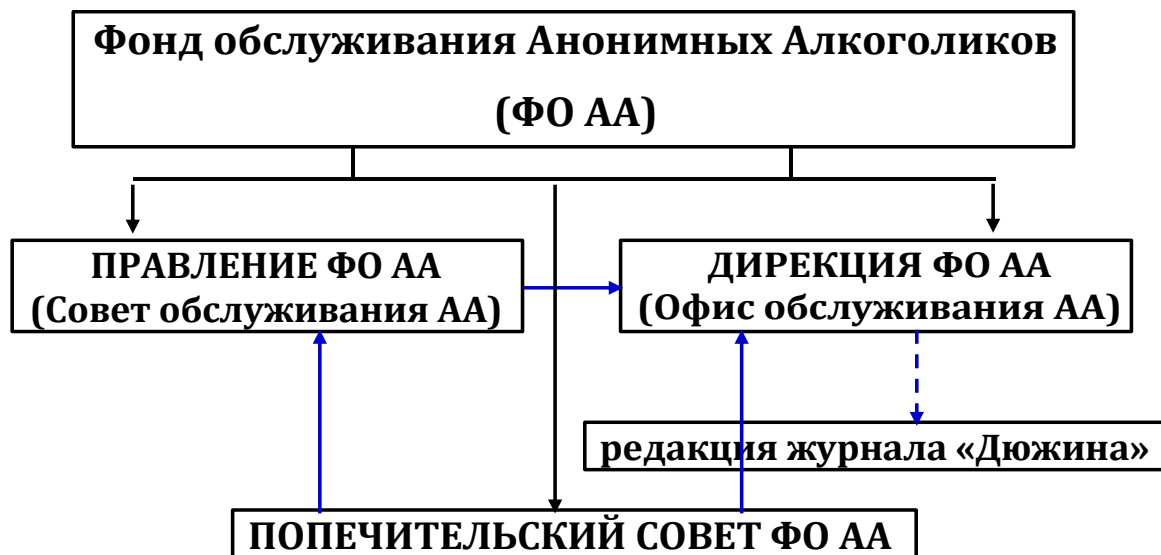 Фонд обслуживания Анонимных Алкоголиков
(ФО АА)
ПРАВЛЕНИЕ ФО АА
(Совет обслуживания АА)
ДИРЕКЦИЯ ФО АА
(Офис обслуживания АА)
редакция журнала «Дюжина»
ПОПЕЧИТЕЛЬСКИЙ СОВЕТ ФО АА